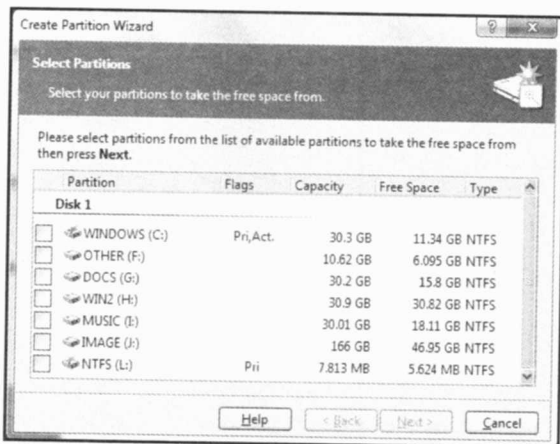 Create Partition Wizard
Select Partitions
Select your partitions to take the free space from.
Please select partitions from the list of available partitions to take the free space from
then press Next.
Partition Flags Capacity Free Space Type
Disk 1
WINDOWS (C:) Pri,Act. 30.3 GB 11.34 GB NTFS
OTHER (F:) 10.62 GB 6.095 GB NTFS
DOCS (G:) 30.2 GB 15.8 GB NTFS
WIN2 (H:) 30.9 GB 30.82 GB NTFS
MUSIC (I:) 30.01 GB 18.11 GB NTFS
IMAGE (J:) 166 GB 46.95 GB NTFS
NTFS (L:) Pri 7.813 MB 5.624 MB NTFS
Help < Back Next > Cancel